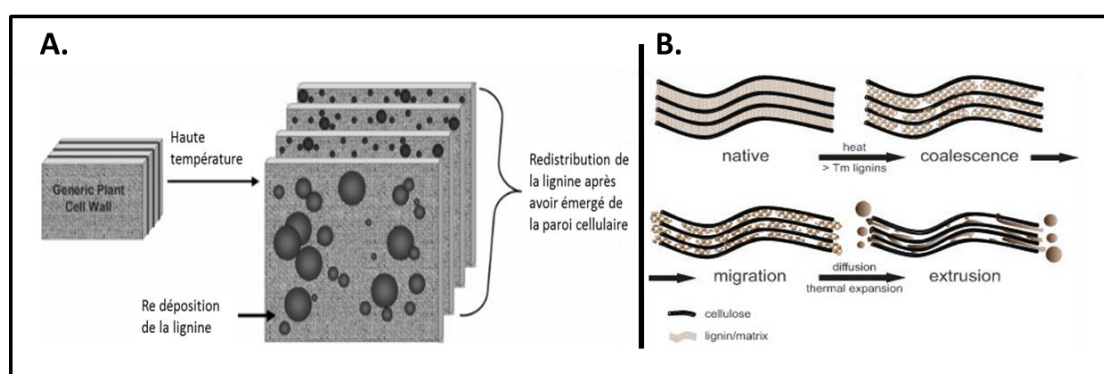 A.
Generic Plant
Cell Wall
Haute
température
Redistribution de
la lignine après
avoir émergé de
la paroi cellulaire
Re déposition
de la lignine
B.
native
heat
> Tm lignins
coalescence
migration
diffusion
thermal expansion
extrusion
cellulose
lignin/matrix